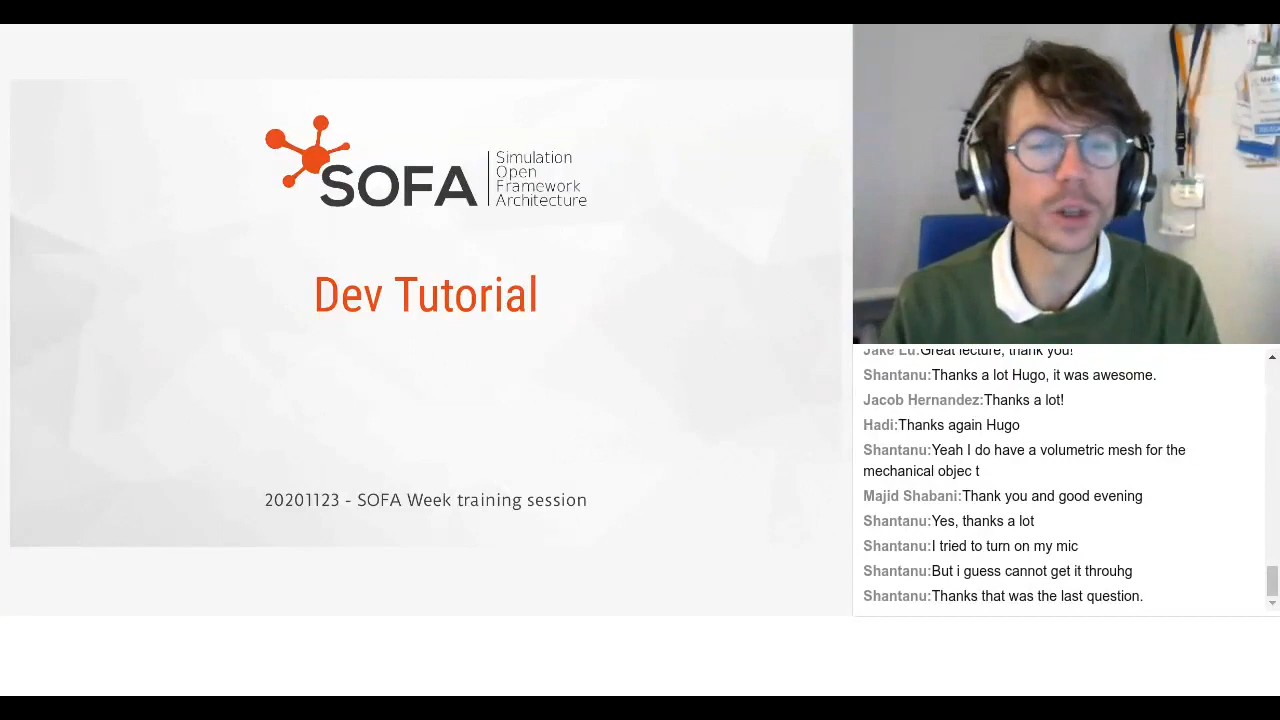 SOFA
Simulation
Open
Framework
Architecture
Dev Tutorial
20201123 - SOFA Week training session
Jake Lu:Great lecture, thank you!
Shantanu:Thanks a lot Hugo, it was awesome.
Jacob Hernandez:Thanks a lot!
Hadi:Thanks again Hugo
Shantanu:Yeah I do have a volumetric mesh for the
mechanical objec t
Majid Shabani:Thank you and good evening
Shantanu:Yes, thanks a lot
Shantanu:I tried to turn on my mic
Shantanu:But i guess cannot get it throuhg
Shantanu:Thanks that was the last question.